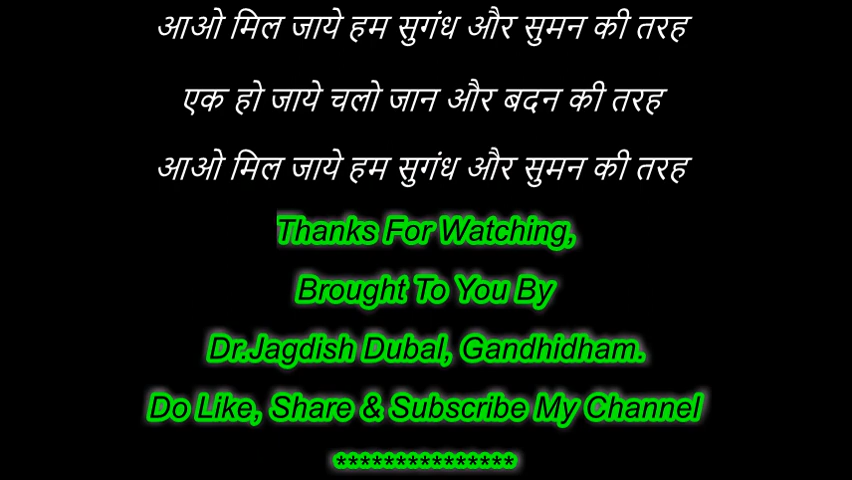 आओ मिल जाये हम सुगंध और सुमन की तरह
एक हो जाये चलो जान और बदन की तरह
आओ मिल जाये हम सुगंध और सुमन की तरह
Thanks For Watching,
Brought To You By
Dr.Jagdish Dubal, Gandhidham.
Do Like, Share & Subscribe My Channel
***************